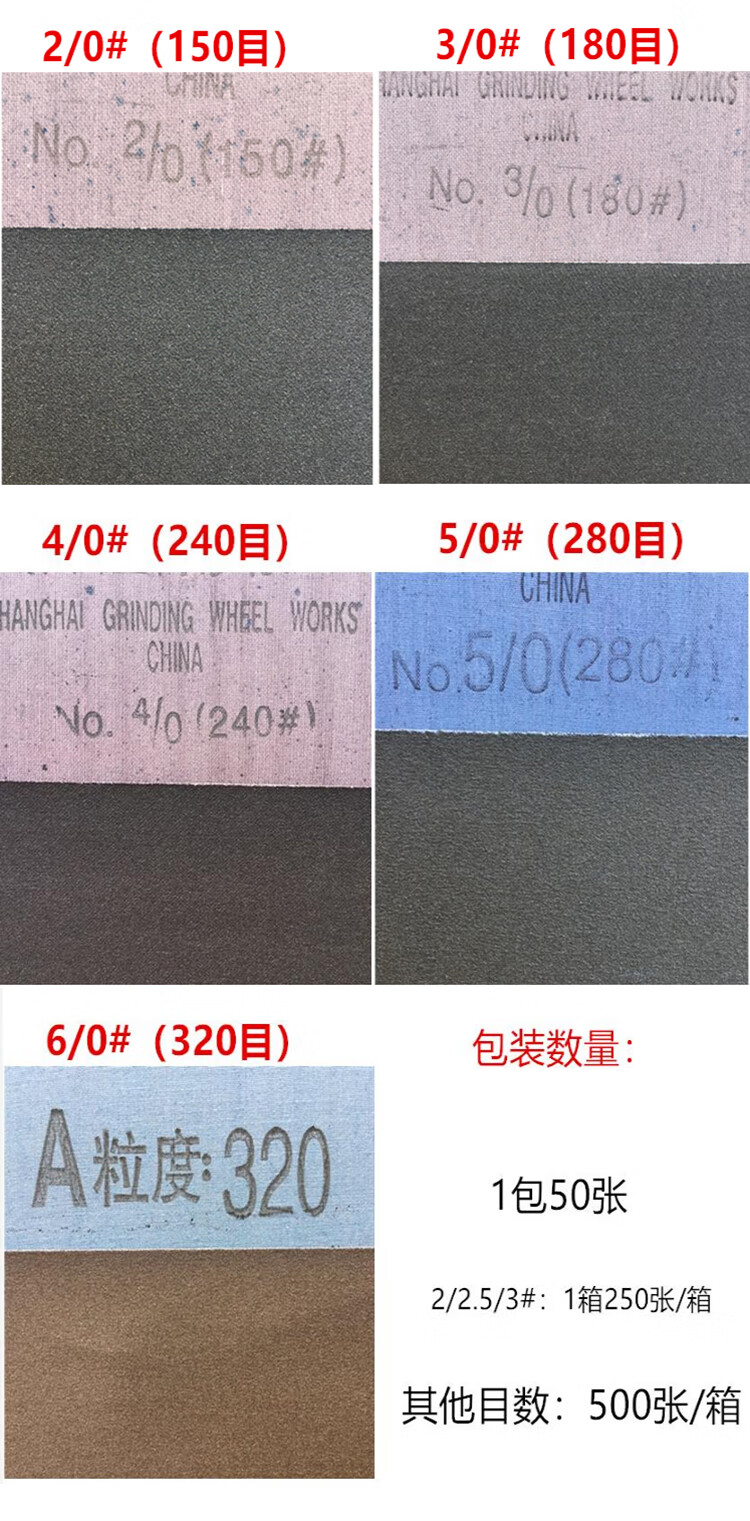 2/0#（150目）
3/0#（180目）
CHINA
No. 2/0 (150#)
HANGHAI GRINDING WHEEL WORKS
CHINA
No. 3/0 (180#)
4/0#（240目）
5/0#（280目）
HANGHAI GRINDING WHEEL WORKS
CHINA
No. 4/0 (240#)
CHINA
No. 5/0 (280#)
6/0#（320目）
包装数量：
A 粒度: 320
1包50张
2/2.5/3#：1箱250张/箱
其他目数：500张/箱